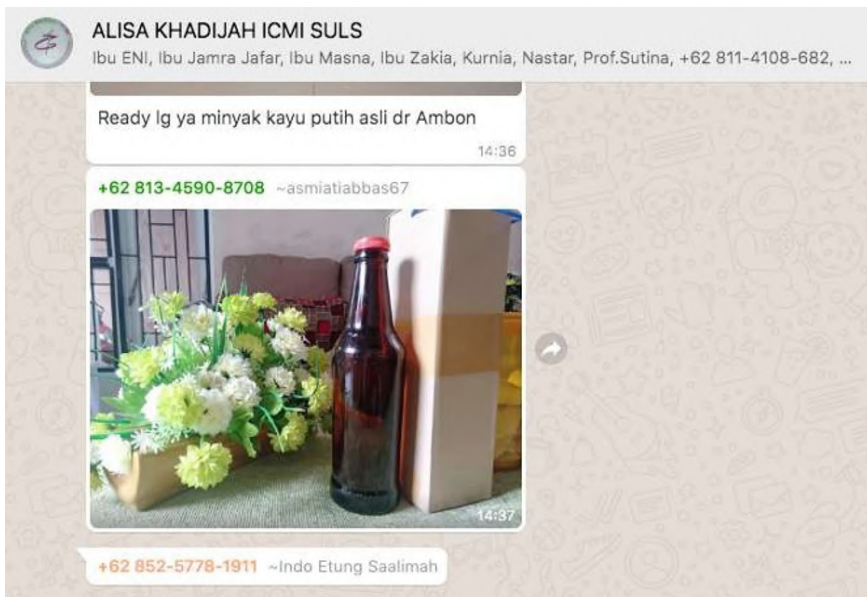 ALISA KHADIJAH ICMI SULS
Ibu ENI, Ibu Jamra Jafar, Ibu Masna, Ibu Zakia, Kurnia, Nastar, Prof.Sutina, +62 811-4108-682, ...
Ready lg ya minyak kayu putih asli dr Ambon
14:36
+62 813-4590-8708 ~asmiatiabbas67
14:37
+62 852-5778-1911 ~Indo Etung Saalimah